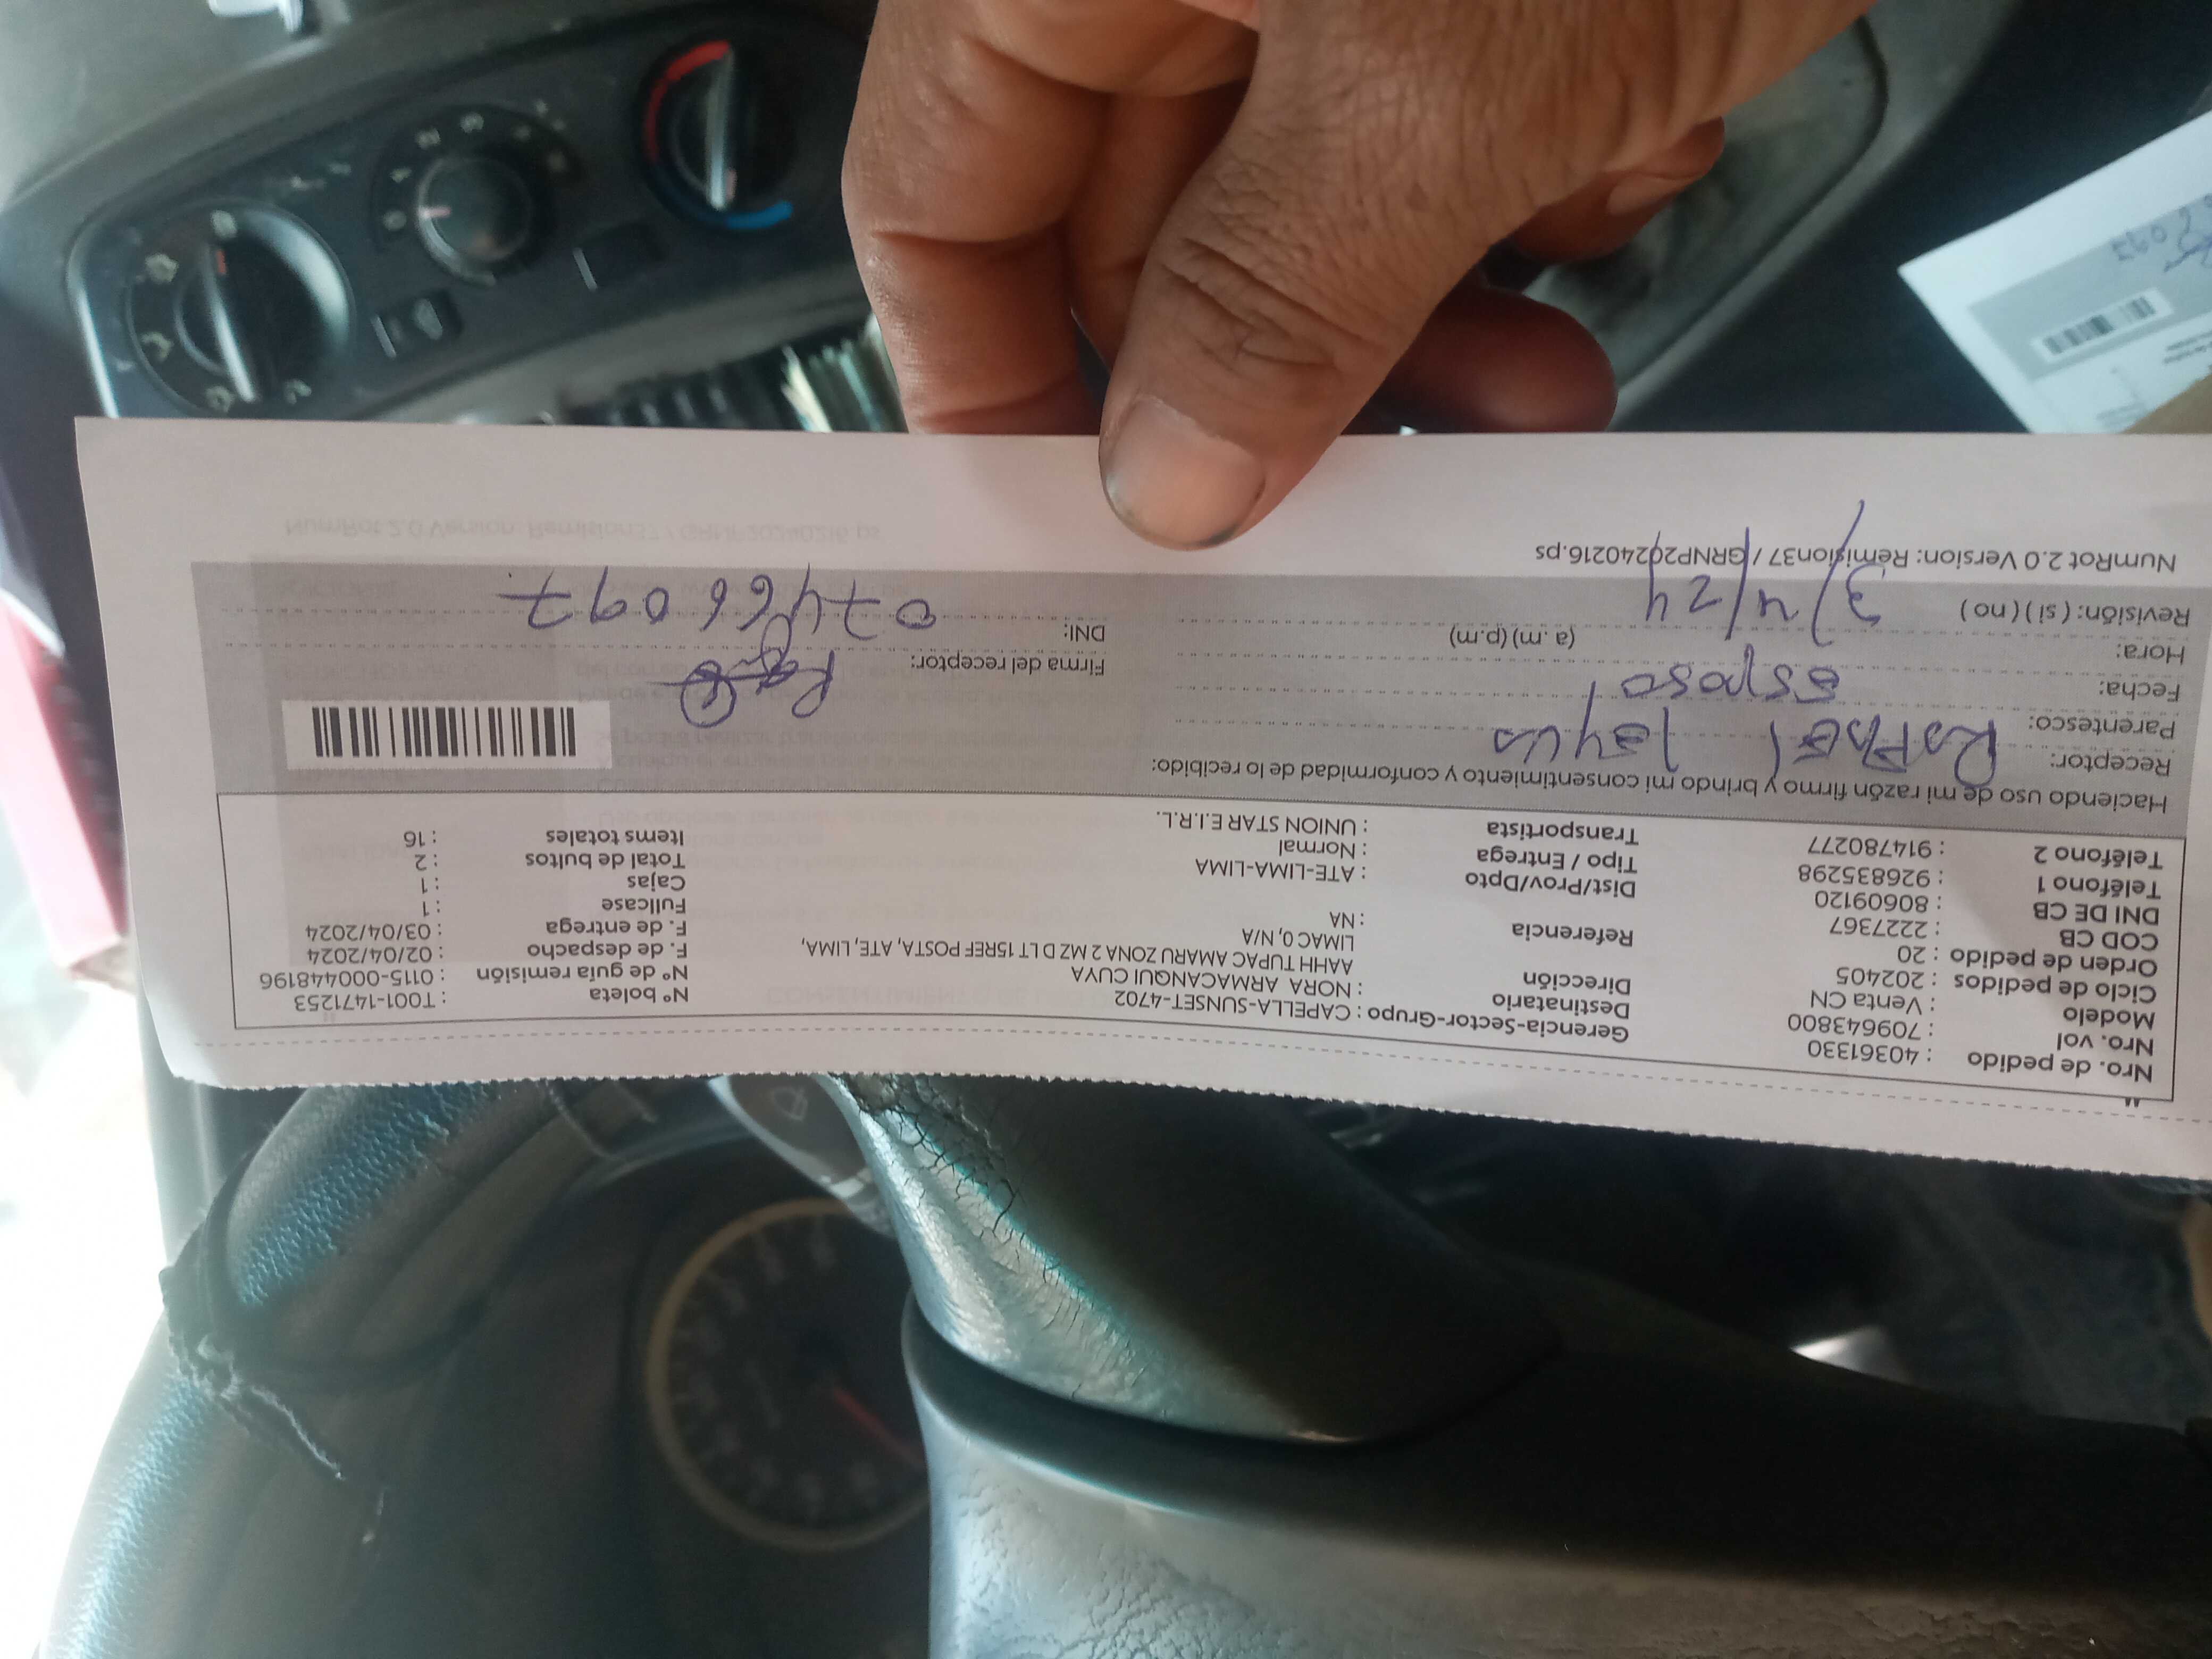 Nro. de pedido : 40361330
Nro. vol : 709643800
Modelo : Venta CN
Ciclo de pedidos : 202405
Orden de pedido : 20
COD CB : 2227367
DNI DE CB : 80609120
Teléfono 1 : 926835298
Teléfono 2 : 914780277
Gerencia-Sector-Grupo : CAPELLA-SUNSET-4702
Destinatario : NORA ARMACANQUI CUYA
Dirección AAHH TUPAC AMARU ZONA 2 MZ D LT 15REF POSTA, ATE, LIMA,
LIMAC 0, N/A
Referencia : NA
Dist/Prov/Dpto : ATE-LIMA-LIMA
Tipo / Entrega : Normal
Transportista : UNION STAR E.I.R.L.
N° boleta : T001-1471253
N° de guía remisión : 0115-000448196
F. de despacho : 02/04/2024
F. de entrega : 03/04/2024
Fullcase : 1
Cajas : 1
Total de bultos : 2
Items totales : 16
Haciendo uso de mi razón firmo y brindo mi consentimiento y conformidad de lo recibido:
Receptor: Rafael
Parentesco: esposo
Fecha:
Hora: (a. m) (p.m) 3/4/24
Revisión: ( si ) ( no )
Firma del receptor:
DNI: 07466097
NumRot 2.0 Version: Remision37 / GRNP20240216.ps